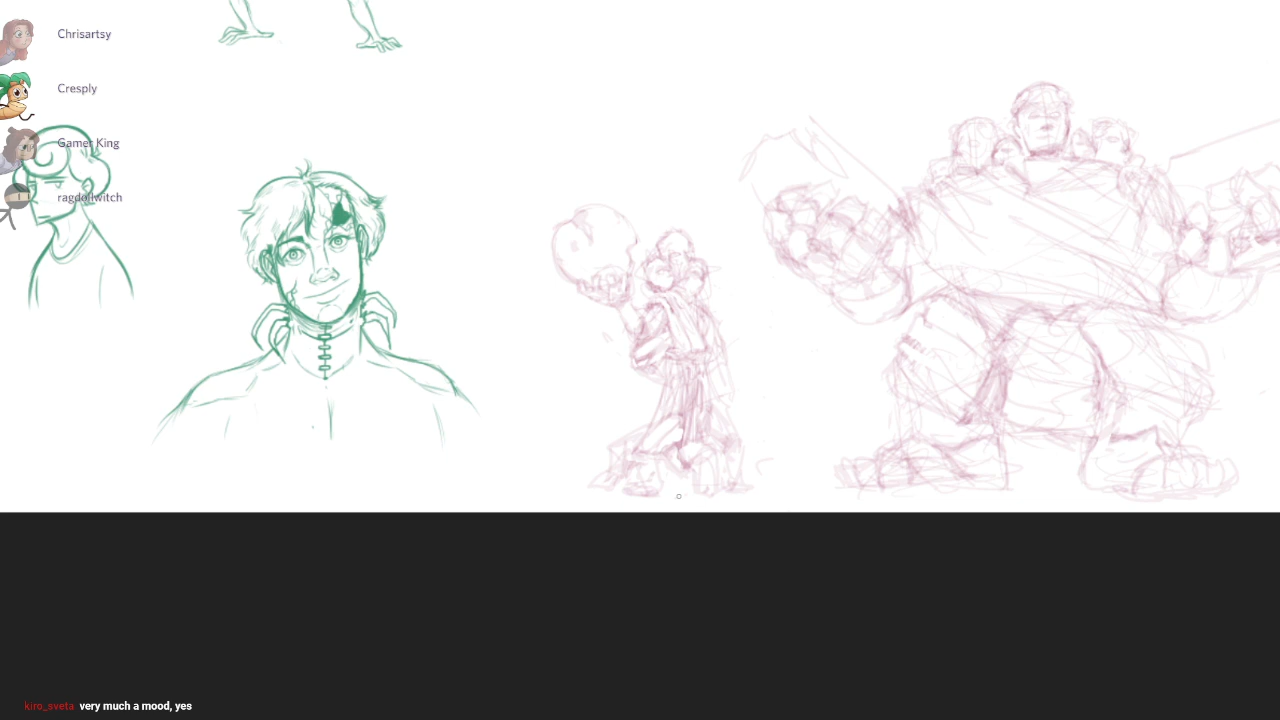 Chrisartsy
Cresply
Gamer King
ragdollwitch
kiro_sveta very much a mood, yes